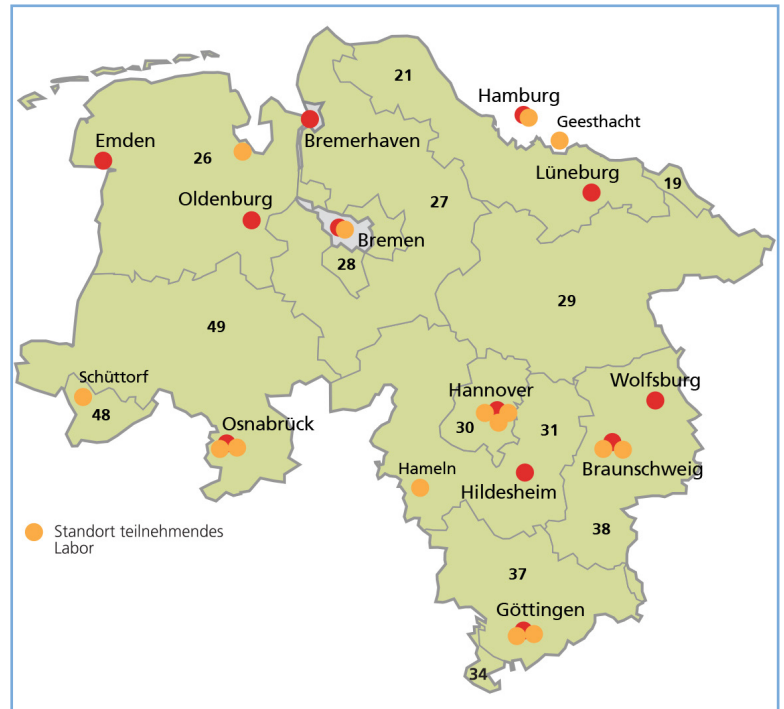 21
Hamburg
Geesthacht
Bremerhaven
Emden
26
Lüneburg
19
Oldenburg
27
Bremen
28
29
49
Schüttorf
Wolfsburg
Hannover
48
Osnabrück
30
31
Hameln
Hildesheim
Braunschweig
Standort teilnehmendes
Labor
38
37
Göttingen
34